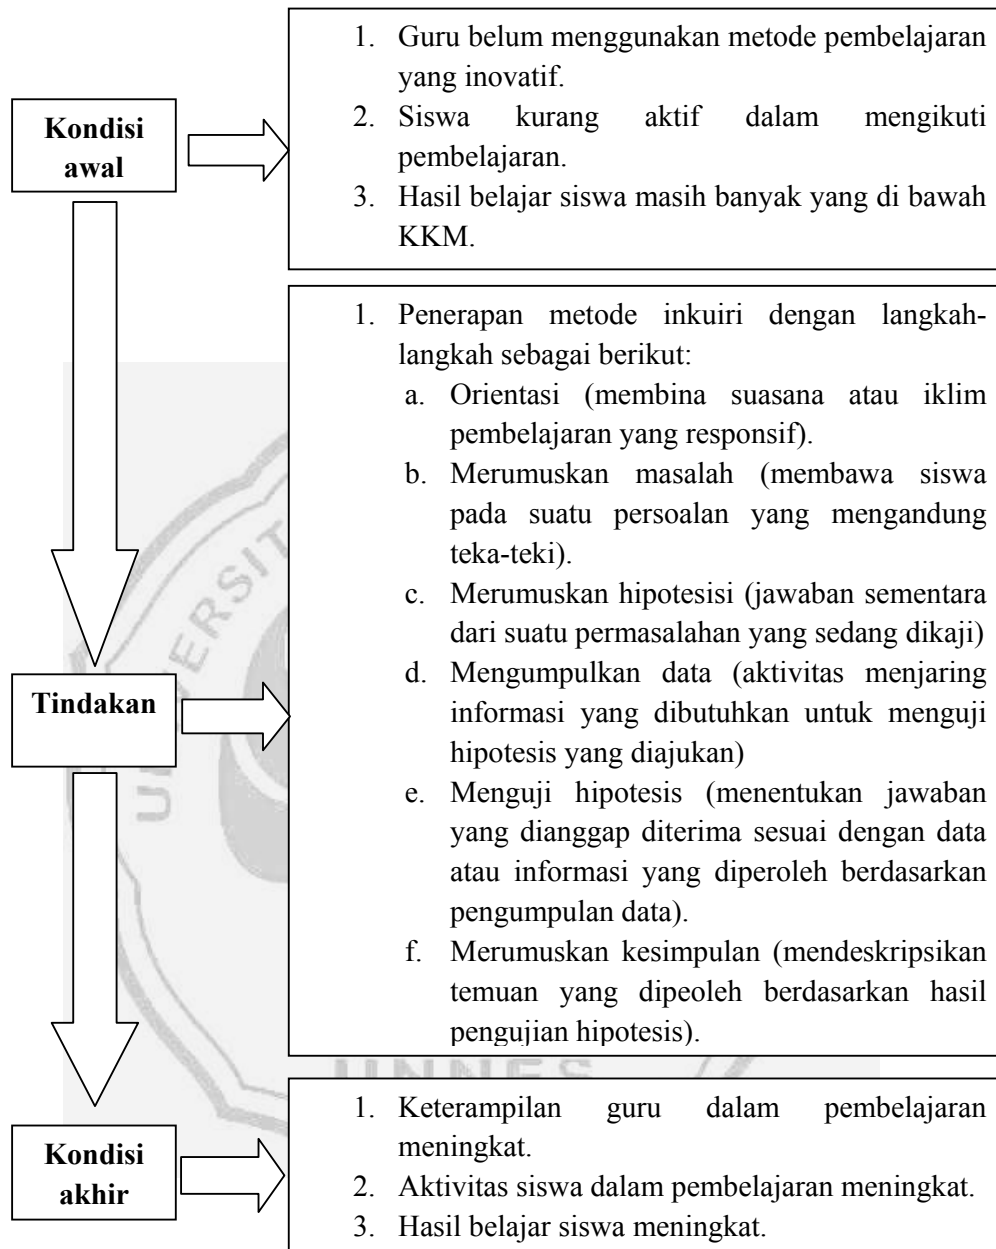 Kondisi
awal
1. Guru belum menggunakan metode pembelajaran
yang inovatif.
2. Siswa kurang aktif dalam mengikuti
pembelajaran.
3. Hasil belajar siswa masih banyak yang di bawah
KKM.
Tindakan
1. Penerapan metode inkuiri dengan langkah-
langkah sebagai berikut:
a. Orientasi (membina suasana atau iklim
pembelajaran yang responsif).
b. Merumuskan masalah (membawa siswa
pada suatu persoalan yang mengandung
teka-teki).
c. Merumuskan hipotesisi (jawaban sementara
dari suatu permasalahan yang sedang dikaji)
d. Mengumpulkan data (aktivitas menjaring
informasi yang dibutuhkan untuk menguji
hipotesis yang diajukan)
e. Menguji hipotesis (menentukan jawaban
yang dianggap diterima sesuai dengan data
atau informasi yang diperoleh berdasarkan
pengumpulan data).
f. Merumuskan kesimpulan (mendeskripsikan
temuan yang dipeoleh berdasarkan hasil
pengujian hipotesis).
UNNES
Kondisi
akhir
1. Keterampilan guru dalam pembelajaran
meningkat.
2. Aktivitas siswa dalam pembelajaran meningkat.
3. Hasil belajar siswa meningkat.